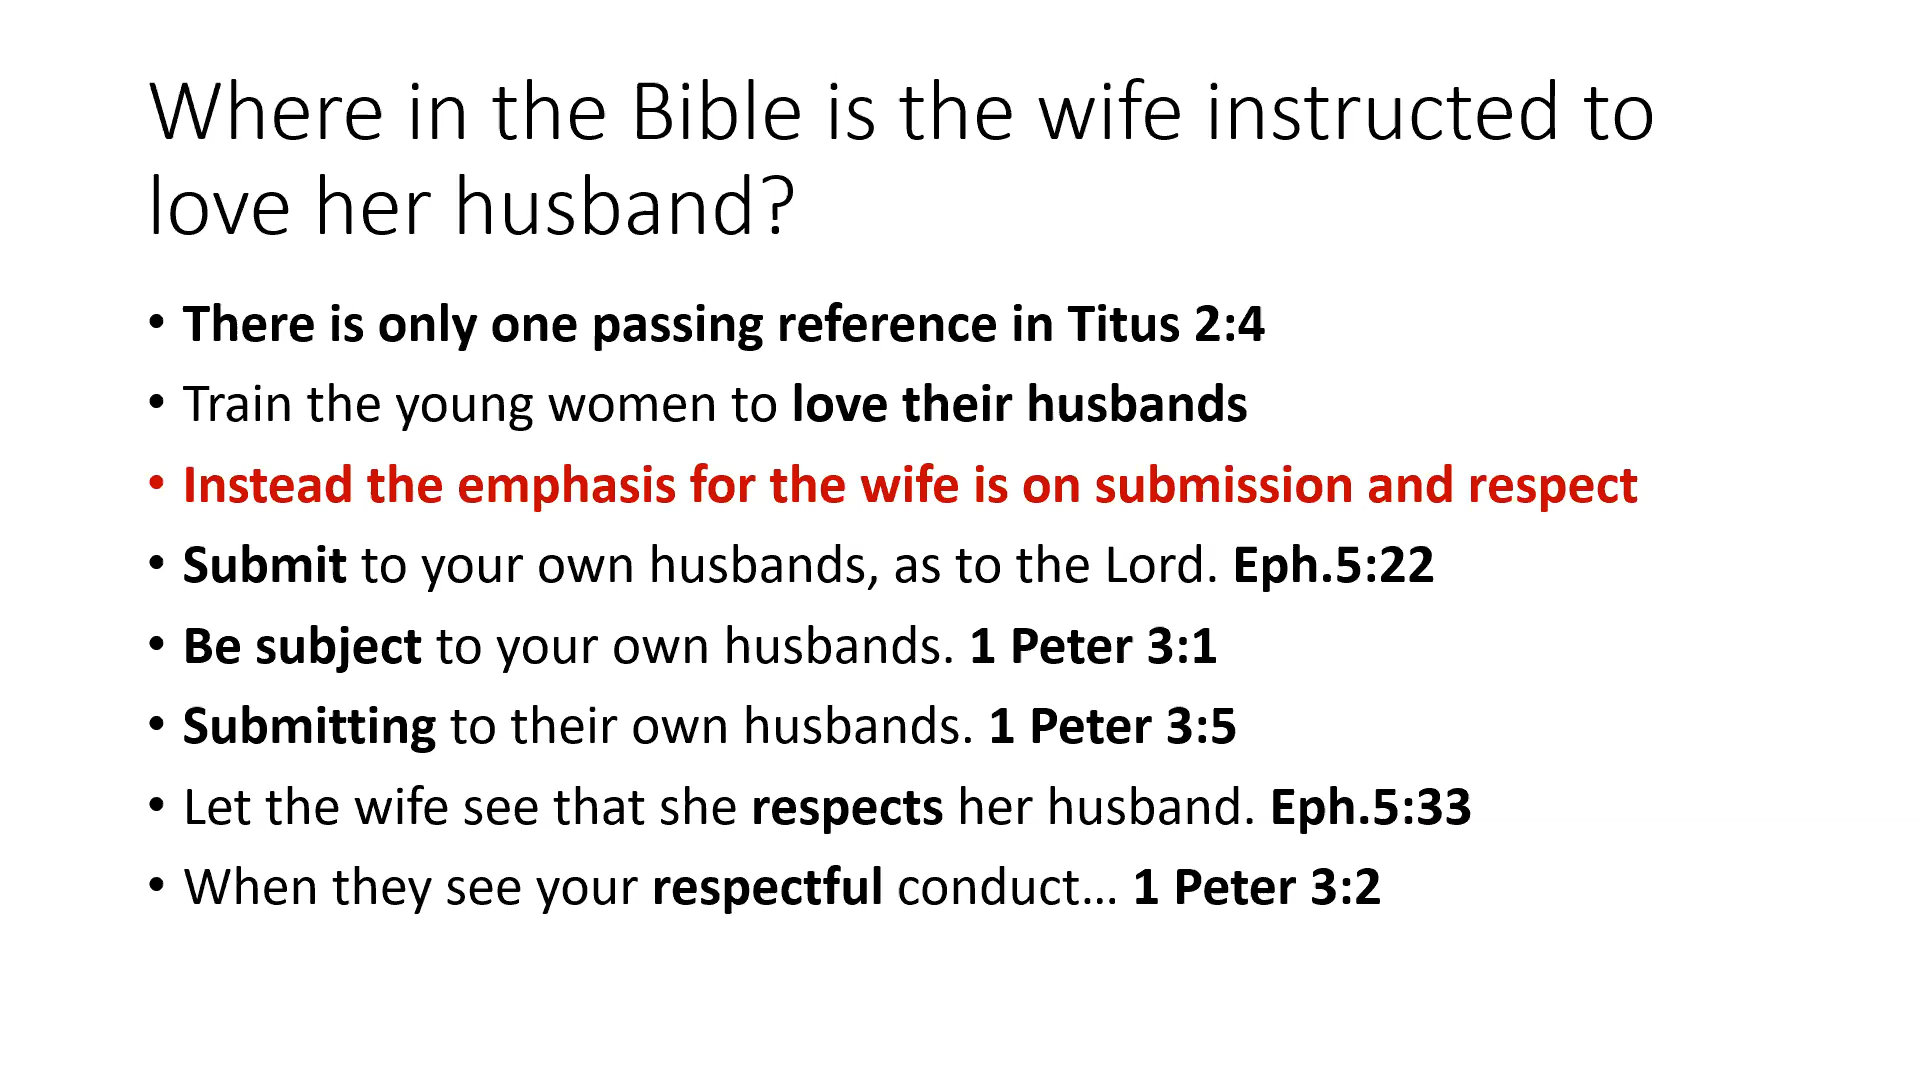 Where in the Bible is the wife instructed to
love her husband?
• There is only one passing reference in Titus 2:4
• Train the young women to love their husbands
• Instead the emphasis for the wife is on submission and respect
• Submit to your own husbands, as to the Lord. Eph.5:22
• Be subject to your own husbands. 1 Peter 3:1
• Submitting to their own husbands. 1 Peter 3:5
• Let the wife see that she respects her husband. Eph.5:33
• When they see your respectful conduct... 1 Peter 3:2